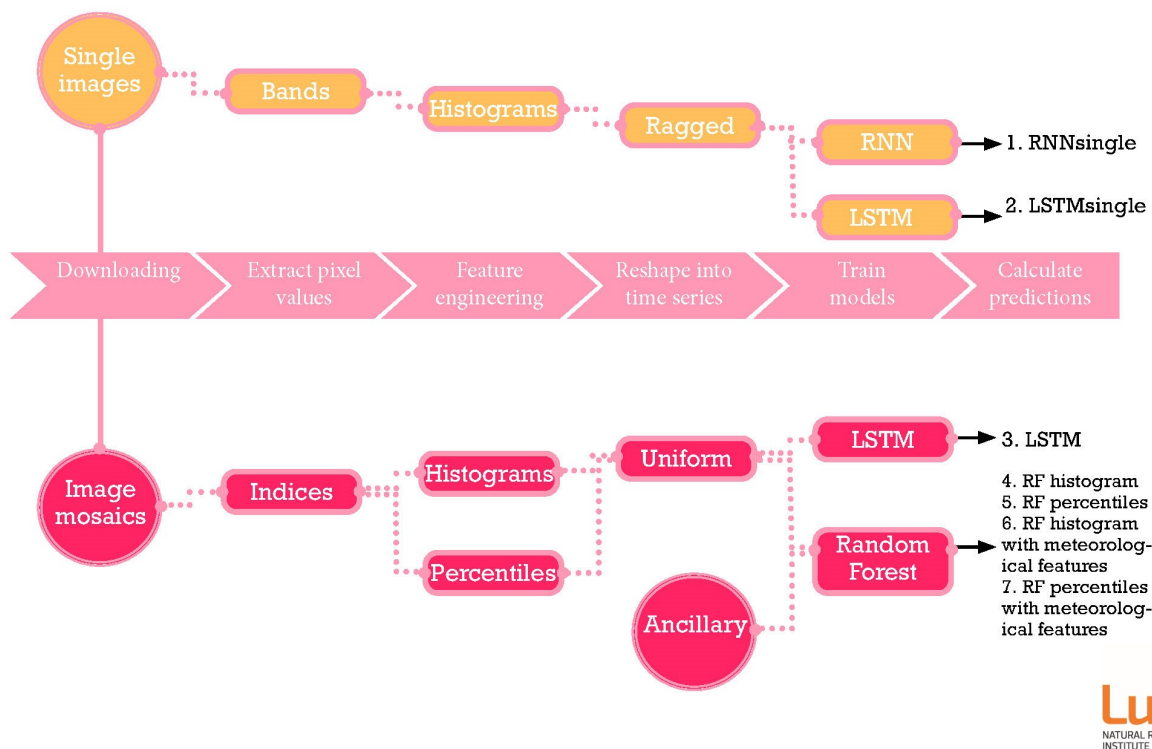 Single
images
Bands
Histograms
Ragged
RNN
1. RNNsingle
LSTM
2. LSTMsingle
Downloading
Extract pixel
values
Feature
engineering
Reshape into
time series
Train
models
Calculate
predictions
Image
mosaics
Indices
Histograms
Percentiles
Uniform
Ancillary
LSTM
3. LSTM
Random
Forest
4. RF histogram
5. RF percentiles
6. RF histogram
with meteorolog-
ical features
7. RF percentiles
with meteorolog-
ical features
Lu
NATURAL R
INSTITUTE